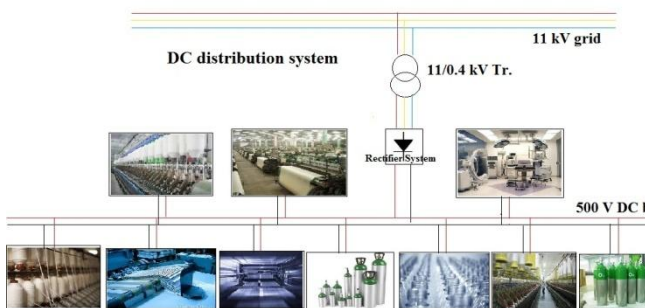 11 kV grid
DC distribution system
11/0.4 kV Tr.
Rectifier System
500 V DC